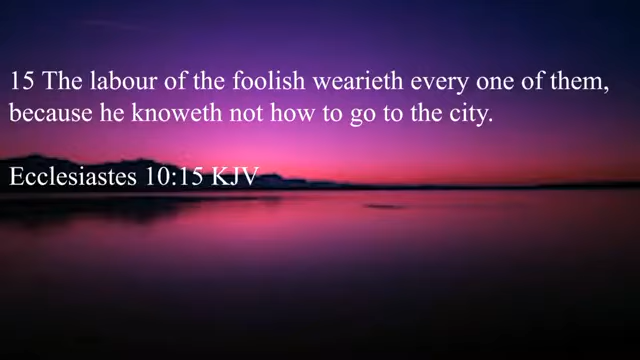 15 The labour of the foolish wearieth every one of them,
because he knoweth not how to go to the city.
Ecclesiastes 10:15 KJV